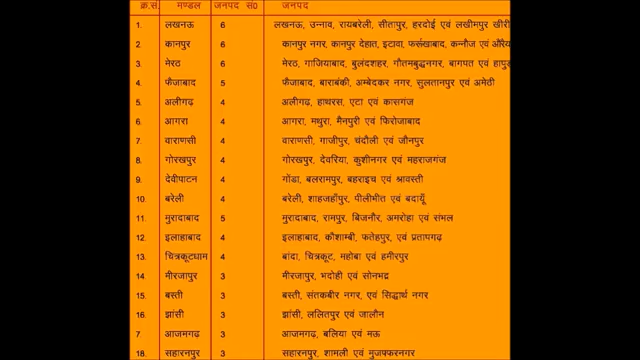 क्र.सं. मण्डल जनपद सं0 जनपद
1. लखनऊ 6 लखनऊ, उन्नाव, रायबरेली, सीतापुर, हरदोई एवं लखीमपुर खीरी
2. कानपुर 6 कानपुर नगर, कानपुर देहात, इटावा, फर्रूखाबाद, कन्नौज एवं औरैय
3. मेरठ 6 मेरठ, गाजियाबाद, बुलंदशहर, गौतमबुद्धनगर, बागपत एवं हापुड़
4. फैजाबाद 5 फैजाबाद, बाराबंकी, अम्बेदकर नगर, सुलतानपुर एवं अमेठी
5. अलीगढ़ 4 अलीगढ़, हाथरस, एटा एवं कासगंज
6. आगरा 4 आगरा, मथुरा, मैनपुरी एवं फिरोजाबाद
7. वाराणसी 4 वाराणसी, गाजीपुर, चंदौली एवं जौनपुर
8. गोरखपुर 4 गोरखपुर, देवरिया, कुशीनगर एवं महराजगंज
9. देवीपाटन 4 गोंडा, बलरामपुर, बहराइच एवं श्रावस्ती
10. बरेली 4 बरेली, शाहजहाँपुर, पीलीभीत एवं बदायूँ
11. मुरादाबाद 5 मुरादाबाद, रामपुर, बिजनौर, अमरोहा एवं संभल
12. इलाहाबाद 4 इलाहाबाद, कौशाम्बी, फतेहपुर, एवं प्रतापगढ़
13. चित्रकूटधाम 4 बांदा, चित्रकूट, महोबा एवं हमीरपुर
14. मीरजापुर 3 मीरजापुर, भदोही एवं सोनभद्र
15. बस्ती 3 बस्ती, संतकबीर नगर, एवं सिद्धार्थ नगर
16. झांसी 3 झांसी, ललितपुर एवं जालौन
7. आजमगढ़ 3 आजमगढ़, बलिया एवं मऊ
18. सहारनपुर 3 सहारनपुर, शामली एवं मुजफ्फरनगर